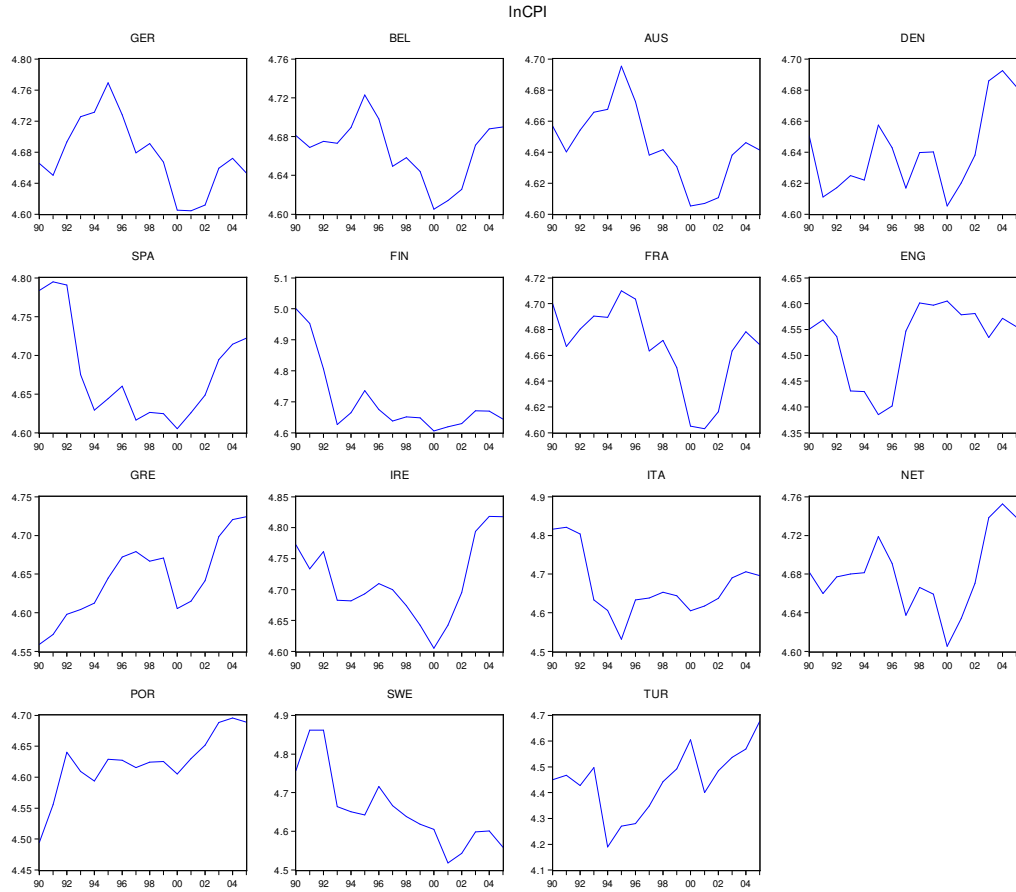 lnCPI
GER BEL AUS DEN
4.80 4.76 4.70 4.70
4.76 4.72 4.68 4.68
4.72 4.68 4.66 4.66
4.68 4.64 4.64 4.64
4.64 4.60 4.62 4.62
4.60 4.60 4.60
90 92 94 96 98 00 02 04 90 92 94 96 98 00 02 04 90 92 94 96 98 00 02 04 90 92 94 96 98 00 02 04
SPA FIN FRA ENG
4.80 5.1 4.72 4.65
4.75 5.0 4.70 4.60
4.70 4.9 4.68 4.55
4.65 4.8 4.66 4.50
4.60 4.7 4.64 4.45
4.6 4.62 4.40
4.60 4.35
90 92 94 96 98 00 02 04 90 92 94 96 98 00 02 04 90 92 94 96 98 00 02 04 90 92 94 96 98 00 02 04
GRE IRE ITA NET
4.75 4.85 4.9 4.76
4.70 4.80 4.8 4.72
4.65 4.75 4.7 4.68
4.60 4.70 4.6 4.64
4.55 4.65 4.5 4.60
4.60
90 92 94 96 98 00 02 04 90 92 94 96 98 00 02 04 90 92 94 96 98 00 02 04 90 92 94 96 98 00 02 04
POR SWE TUR
4.70 4.9 4.7
4.65 4.8 4.6
4.60 4.7 4.5
4.55 4.6 4.4
4.50 4.5 4.3
4.45 4.2
4.1
90 92 94 96 98 00 02 04 90 92 94 96 98 00 02 04 90 92 94 96 98 00 02 04